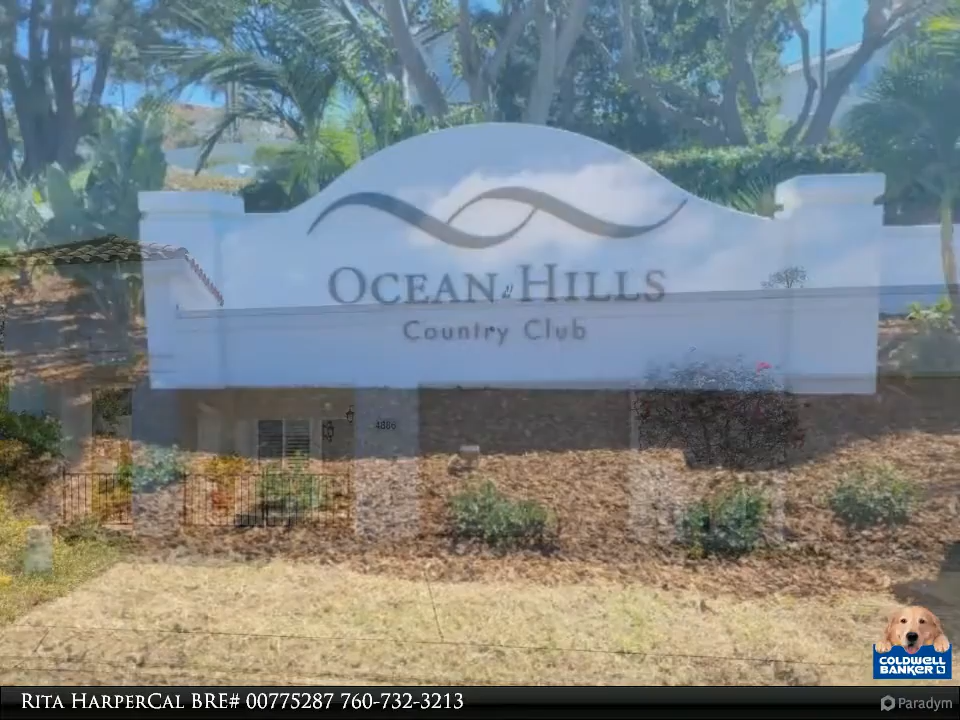 OCEAN HILLS
Country Club
4886
COLDWELL
BANKER
RITA HARPERCAL BRE# 00775287 760-732-3213
Paradym